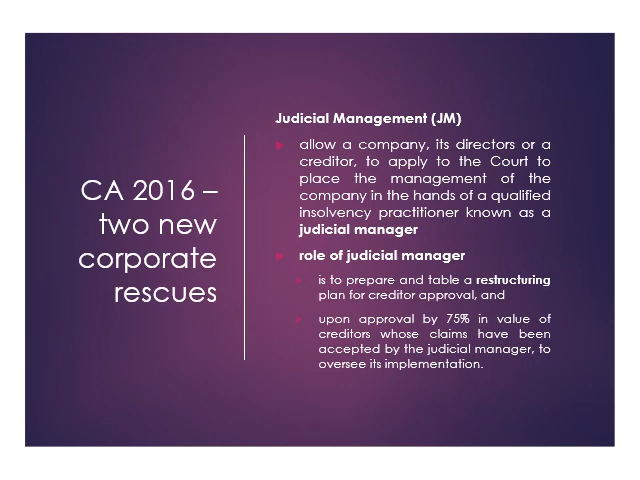 CA 2016 –
two new
corporate
rescues
Judicial Management (JM)
allow a company, its directors or a
creditor, to apply to the Court to
place the management of the
company in the hands of a qualified
insolvency practitioner known as a
judicial manager
role of judicial manager
is to prepare and table a restructuring
plan for creditor approval, and
upon approval by 75% in value of
creditors whose claims have been
accepted by the judicial manager, to
oversee its implementation.